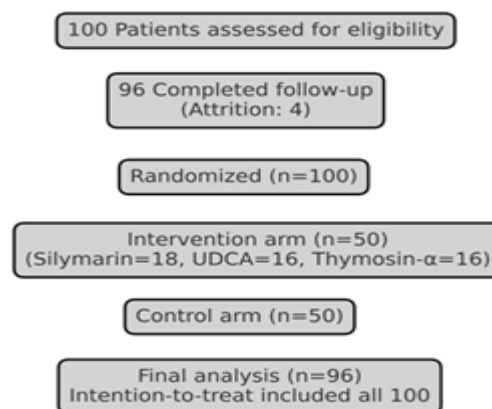 100 Patients assessed for eligibility
96 Completed follow-up
(Attrition: 4)
Randomized (n=100)
Intervention arm (n=50)
(Silymarin=18, UDCA=16, Thymosin-α=16)
Control arm (n=50)
Final analysis (n=96)
Intention-to-treat included all 100